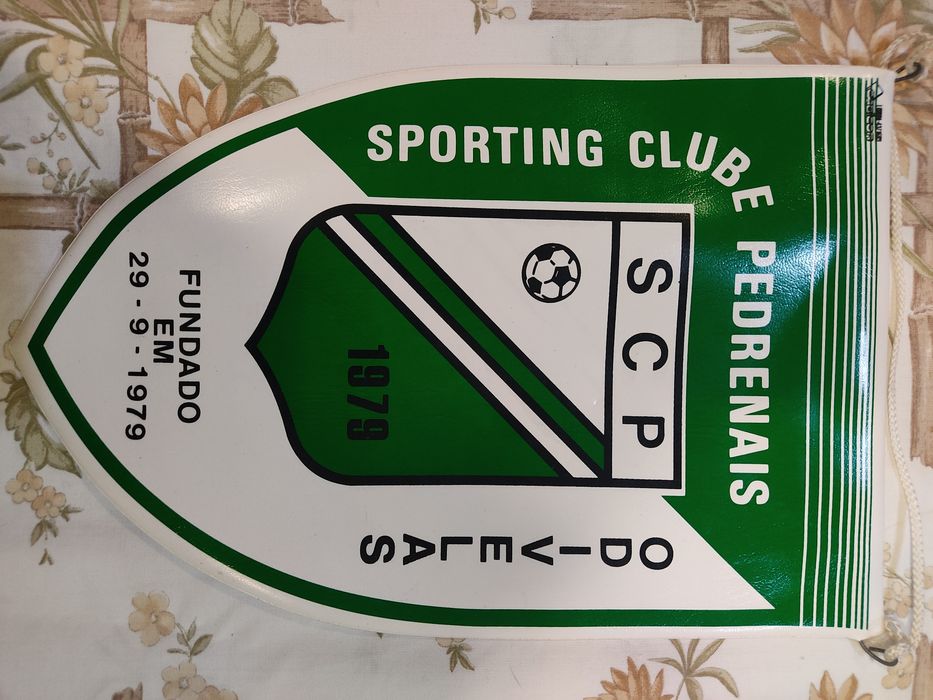 SPORTING CLUBE PEDRENAIS
SCP
1979
ODIVELAS
FUNDADO
EM
29-9-1979